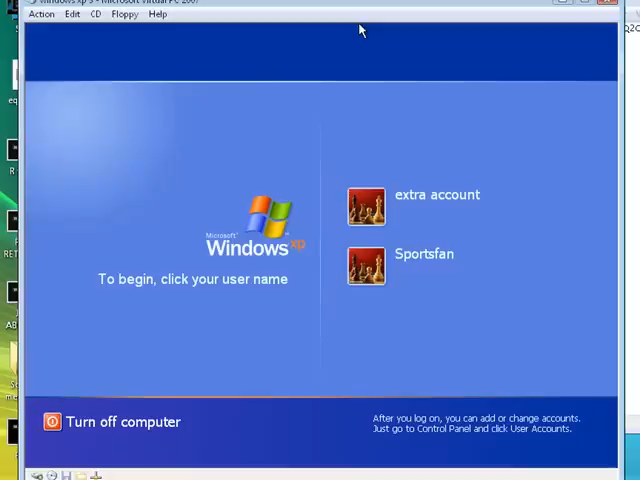 Action Edit CD Floppy Help
extra account
Sportsfan
Microsoft
Windows xp
To begin, click your user name
Turn off computer
After you log on, you can add or change accounts.
Just go to Control Panel and click User Accounts.